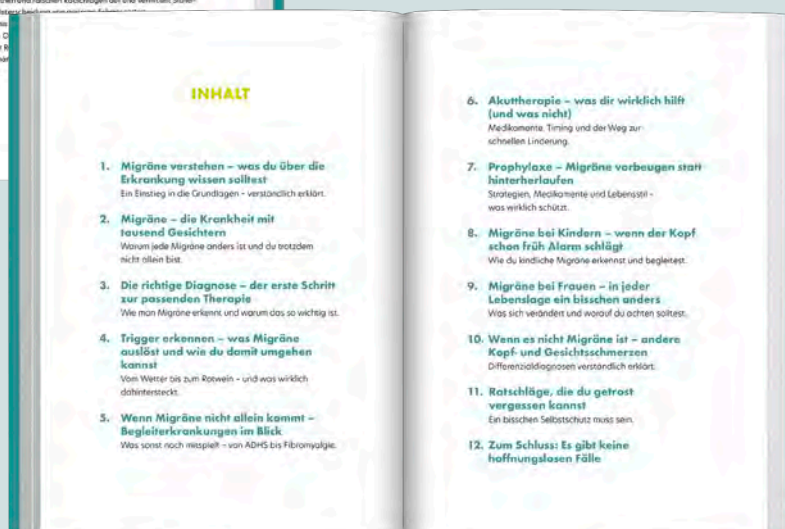 INHALT
1. Migräne verstehen – was du über die
Erkrankung wissen solltest
Ein Einstieg in die Grundlagen – verständlich erklärt.
2. Migräne – die Krankheit mit
tausend Gesichtern
Warum jede Migräne anders ist und du trotzdem
nicht allein bist.
3. Die richtige Diagnose – der erste Schritt
zur passenden Therapie
Wie man Migräne erkennt und warum das so wichtig ist.
4. Trigger erkennen – was Migräne
auslöst und wie du damit umgehen
kannst
Vom Wetter bis zum Rotwein – und was wirklich
dahintersteckt.
5. Wenn Migräne nicht allein kommt –
Begleiterkrankungen im Blick
Was sonst noch mitspielt – von ADHS bis Fibromyalgie.
6. Akuttherapie – was dir wirklich hilft
(und was nicht)
Medikamente, Timing und der Weg zur
schnellen Linderung.
7. Prophylaxe – Migräne vorbeugen statt
hinterherlaufen
Strategien, Medikamente und Lebensstil –
was wirklich schützt.
8. Migräne bei Kindern – wenn der Kopf
schon früh Alarm schlägt
Wie du kindliche Migräne erkennst und begleitest.
9. Migräne bei Frauen – in jeder
Lebenslage ein bisschen anders
Was sich verändert und worauf du achten solltest.
10. Wenn es nicht Migräne ist – andere
Kopf- und Gesichtsschmerzen
Differenzialdiagnosen verständlich erklärt.
11. Ratschläge, die du getrost
vergessen kannst
Ein bisschen Selbstschutz muss sein.
12. Zum Schluss: Es gibt keine
hoffnungslosen Fälle